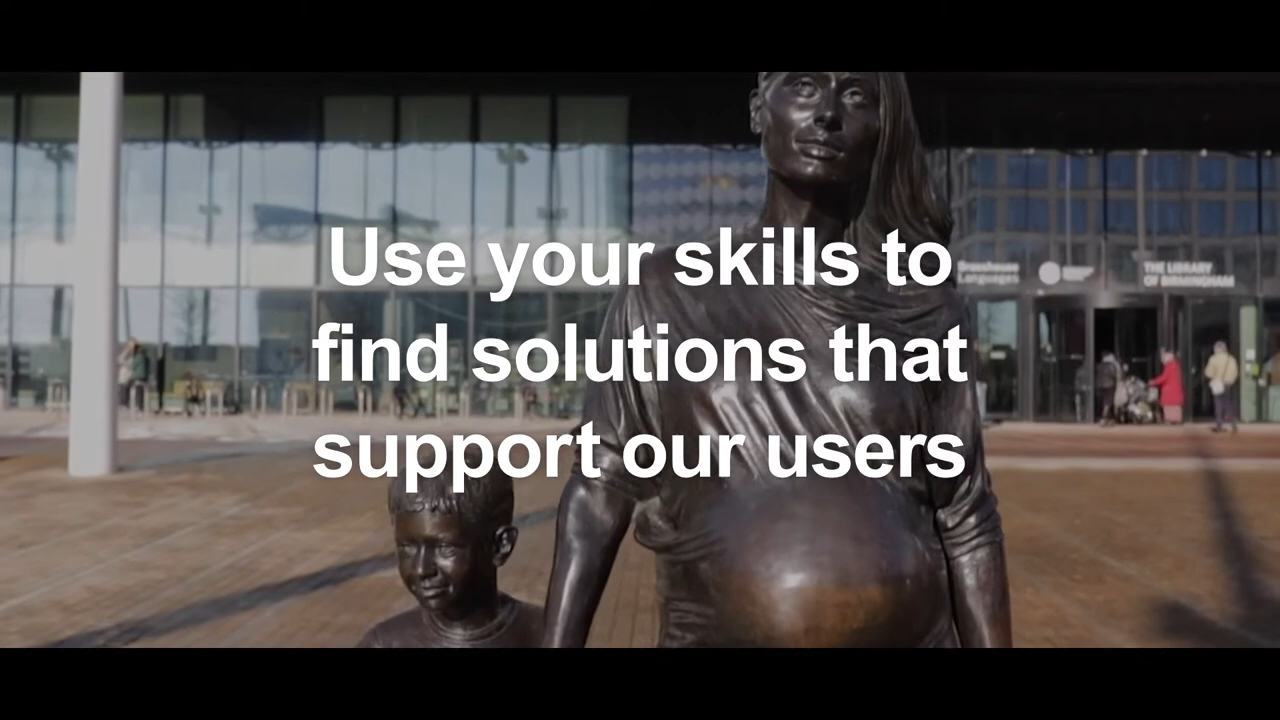 Use your skills to
find solutions that
support our users
THE LIBRARY
OF BIRMINGHAM